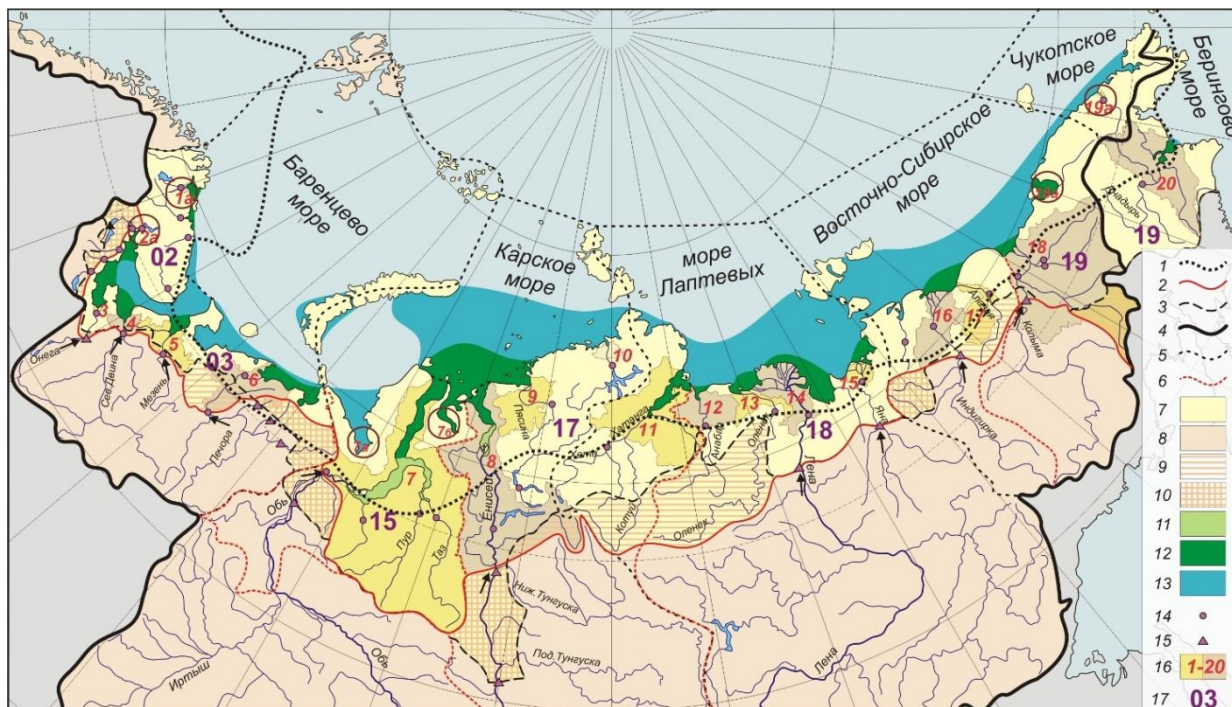 Чукотское
море
Берингово
море
Восточно-Сибирское
море
море
Лаптевых
Карское
море
Баренцево
море
19а
1а
2а
02
20
Анадырь
19
18
19
3
4
5
Онега
Сев.Двина
Мезень
03
6
Печора
7а
9
10
Пясина
17
Хатанга
11
Хета
12
13
14
15
16
17
Анабар
Оленек
18
Лена
Яна
Индигирка
Колыма
Обь
7
8
15
Пур
Таз
Енисей
Котуй
Оленек
Ниж.Тунгуска
Под.Тунгуска
Обь
Иртыш
Лена
1
2
3
4
5
6
7
8
9
10
11
12
13
14
15
16 1-20
17 03